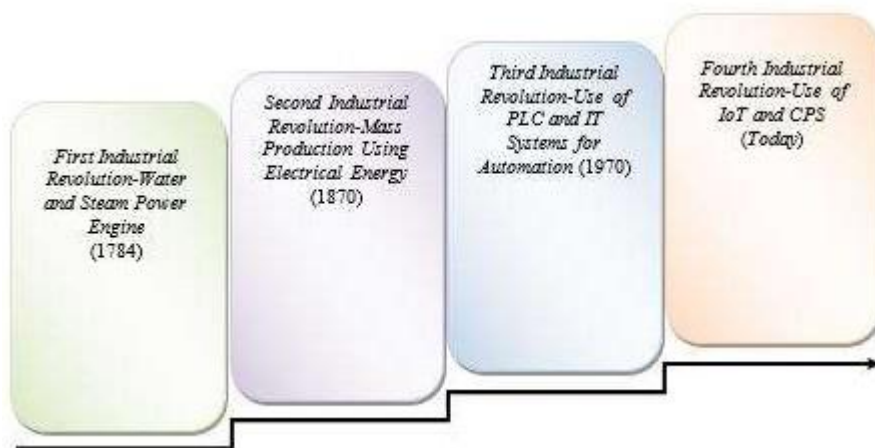 First Industrial
Revolution-Water
and Steam Power
Engine
(1784)
Second Industrial
Revolution-Mass
Production Using
Electrical Energy
(1870)
Third Industrial
Revolution-Use of
PLC and IT
Systems for
Automation (1970)
Fourth Industrial
Revolution-Use of
IoT and CPS
(Today)